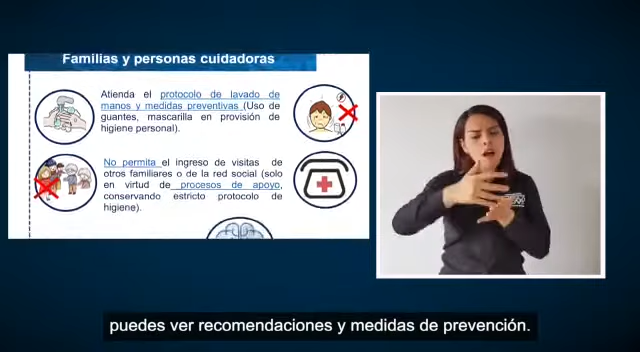 Familias y personas cuidadoras
Atienda el protocolo de lavado de
manos y medidas preventivas (Uso de
guantes, mascarilla en provisión de
higiene personal).
No permita el ingreso de visitas de
otros familiares o de la red social (solo
en virtud de procesos de apoyo,
conservando estricto protocolo de
higiene).
puedes ver recomendaciones y medidas de prevención.